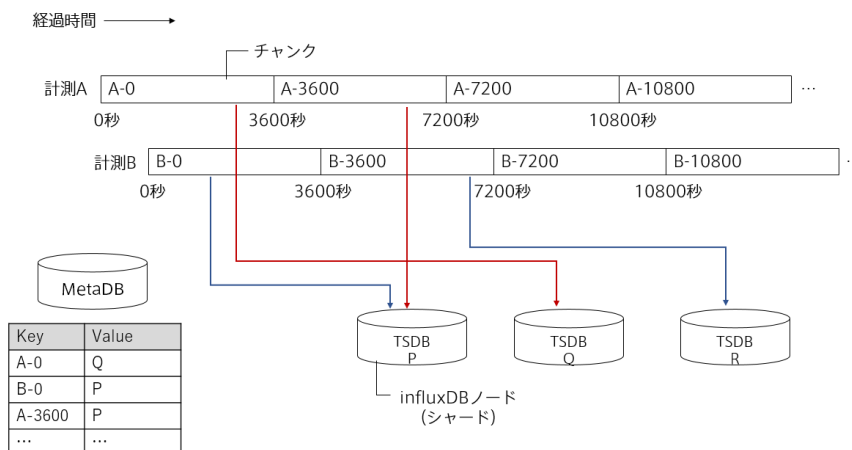 経過時間
チャンク
計測A
A-0
A-3600
A-7200
A-10800
…
0秒
3600秒
7200秒
10800秒
計測B
B-0
B-3600
B-7200
B-10800
0秒
3600秒
7200秒
10800秒
MetaDB
Key
Value
A-0
Q
B-0
P
A-3600
P
…
…
TSDB
P
TSDB
Q
TSDB
R
influxDBノード
(シャード)